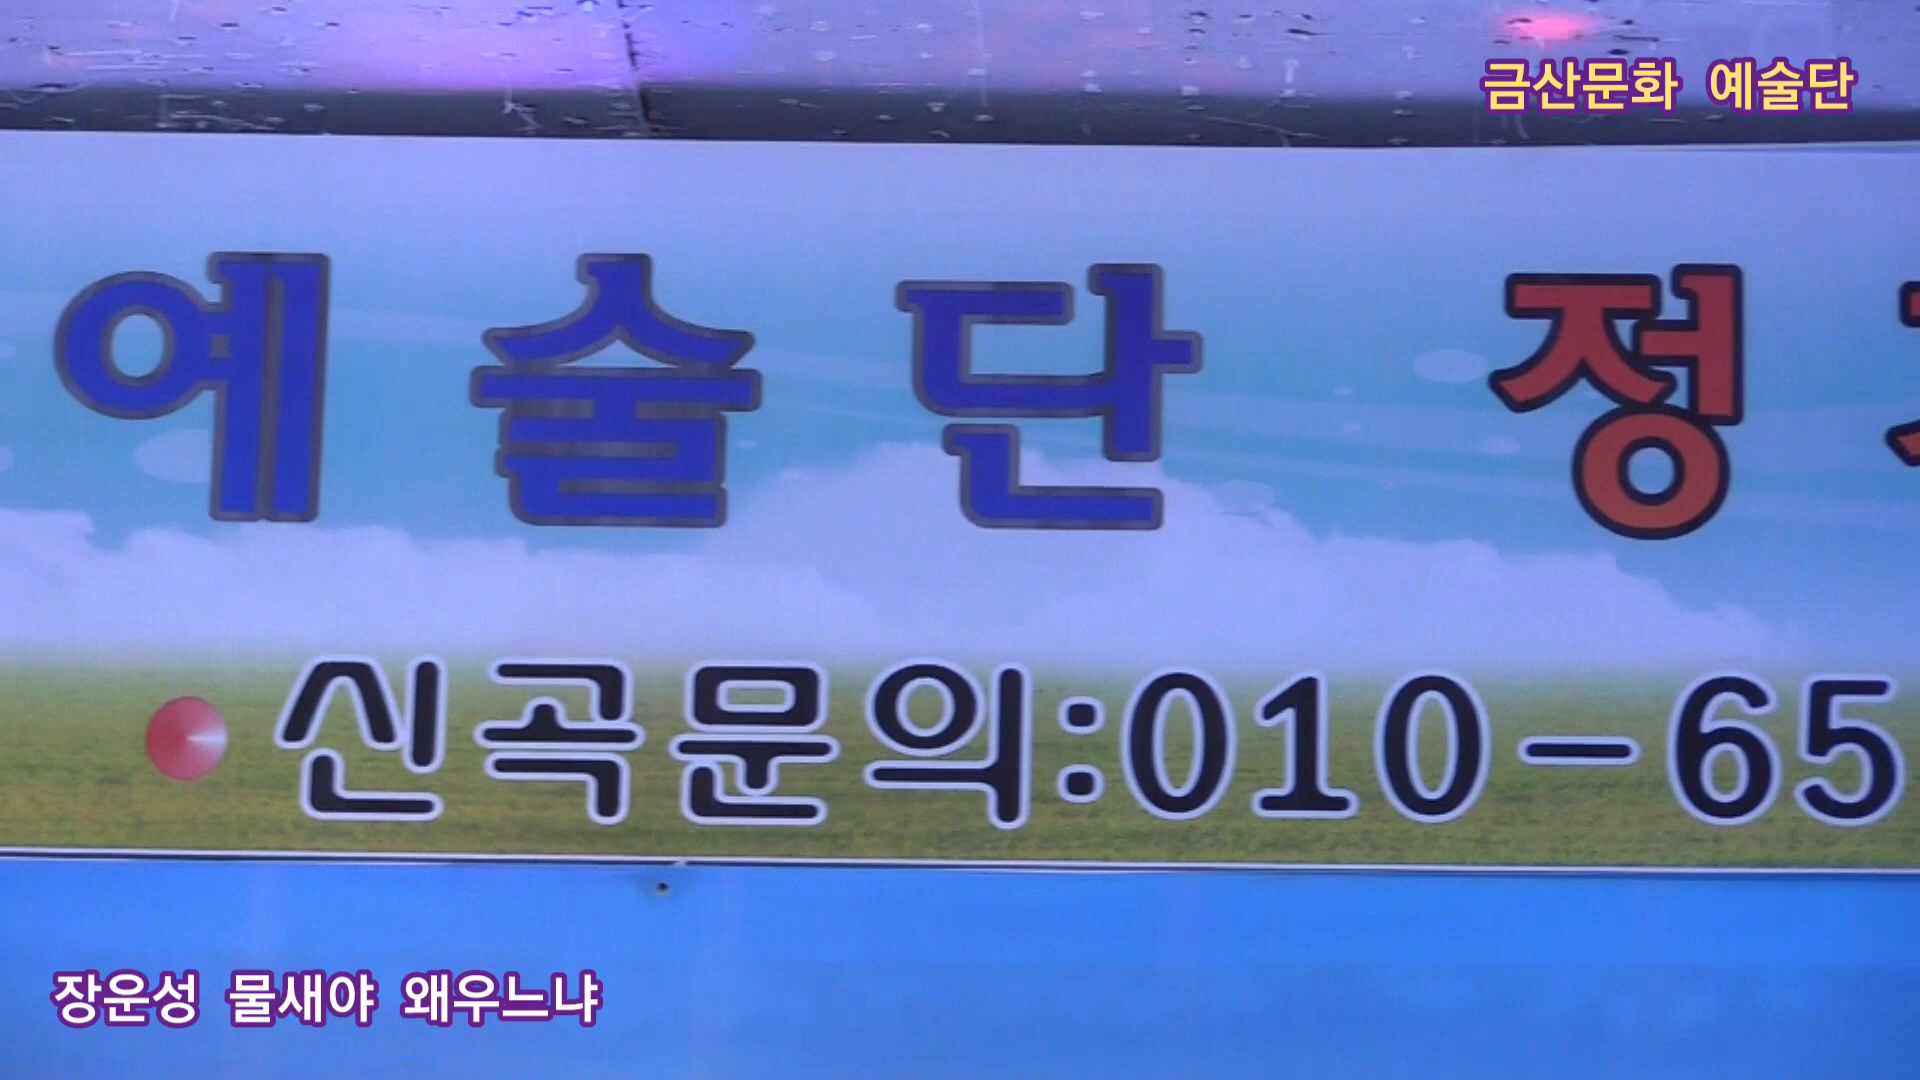 금산문화 예술단
예술단 정
신곡문의:010-65
장운성 물새야 왜우느냐